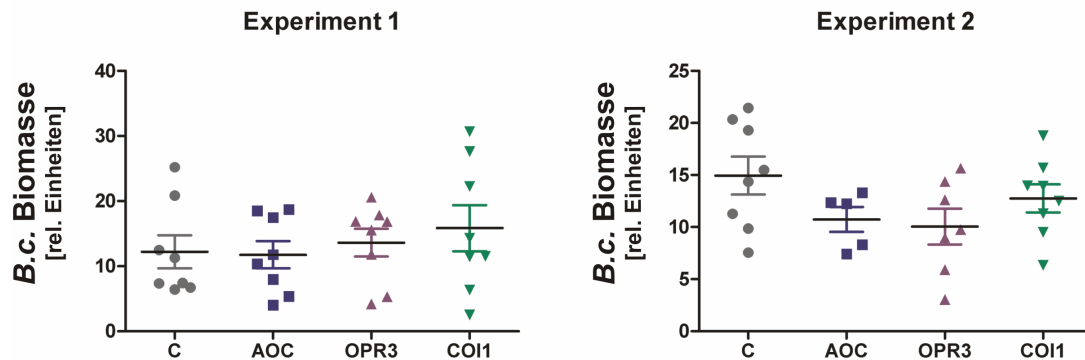 Experiment 1
B.c. Biomasse
[rel. Einheiten]
40
30
20
10
0
C AOC OPR3 COI1
Experiment 2
B.c. Biomasse
[rel. Einheiten]
25
20
15
10
5
0
C AOC OPR3 COI1